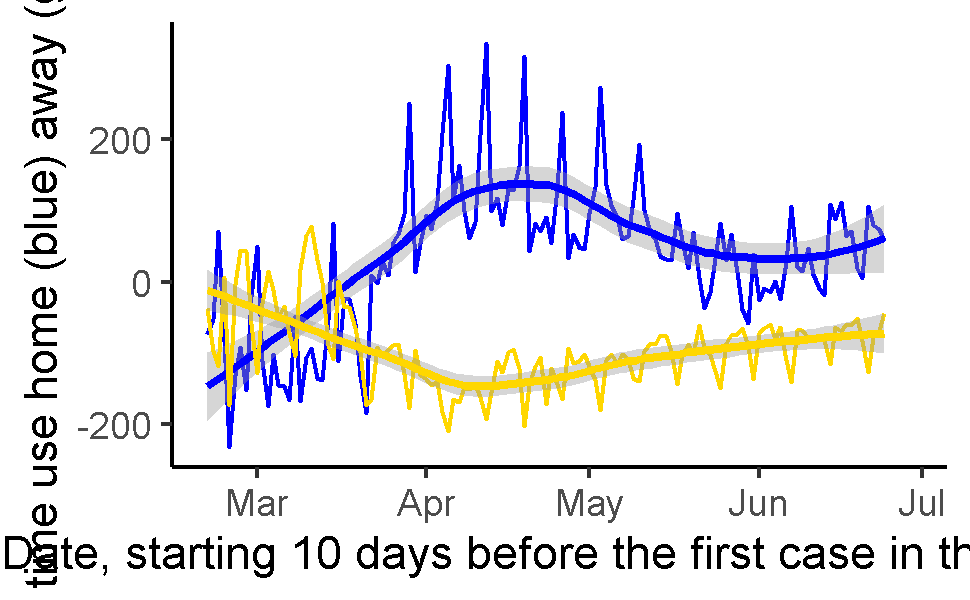 time use home (blue) away (
200
0
-200
Mar Apr May Jun Jul
Date, starting 10 days before the first case in th